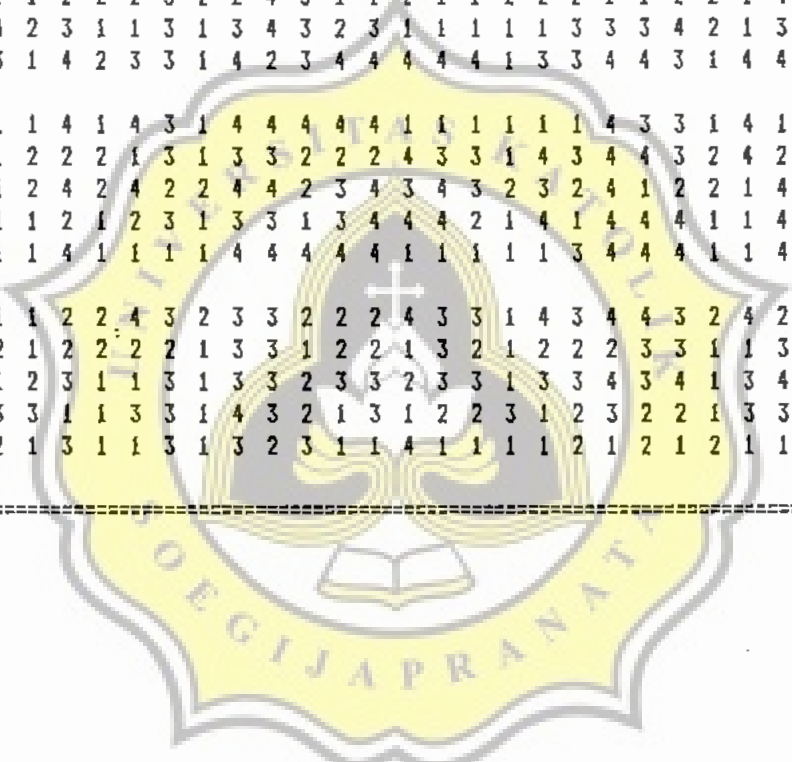 2 3 1 1 3 1 3 4 3 2 3 1 1 1 1 1 3 3 3 4 2 1 3
1 4 2 3 3 1 4 2 3 4 4 4 4 4 1 3 3 4 4 3 1 4 4
1 4 1 4 3 1 4 4 4 4 4 1 1 1 1 1 1 4 3 3 1 4 1
2 2 2 1 3 1 3 3 2 2 2 4 3 3 1 4 3 4 4 3 2 4 2
2 4 2 4 2 2 4 4 2 3 4 3 4 3 2 3 2 4 1 2 2 1 4
1 2 1 2 3 1 3 3 1 3 4 4 4 2 1 4 1 4 4 4 1 1 4
1 4 1 1 1 1 4 4 4 4 4 1 1 1 1 1 3 4 4 4 1 1 4
1 2 2 4 3 2 3 3 2 2 2 4 3 3 1 4 3 4 4 3 2 4 2
1 2 2 2 2 1 3 3 1 2 2 1 3 2 1 2 2 2 3 3 1 1 3
2 3 1 1 3 1 3 3 2 3 3 2 3 3 1 3 3 4 3 4 1 3 4
3 1 1 3 3 1 4 3 2 1 3 1 2 2 3 1 2 3 2 2 1 3 3
1 3 1 1 3 1 3 2 3 1 1 4 1 1 1 1 2 1 2 1 2 1 1
UNIVERSITAS KATOLIK
SOEGIJAPRANATA